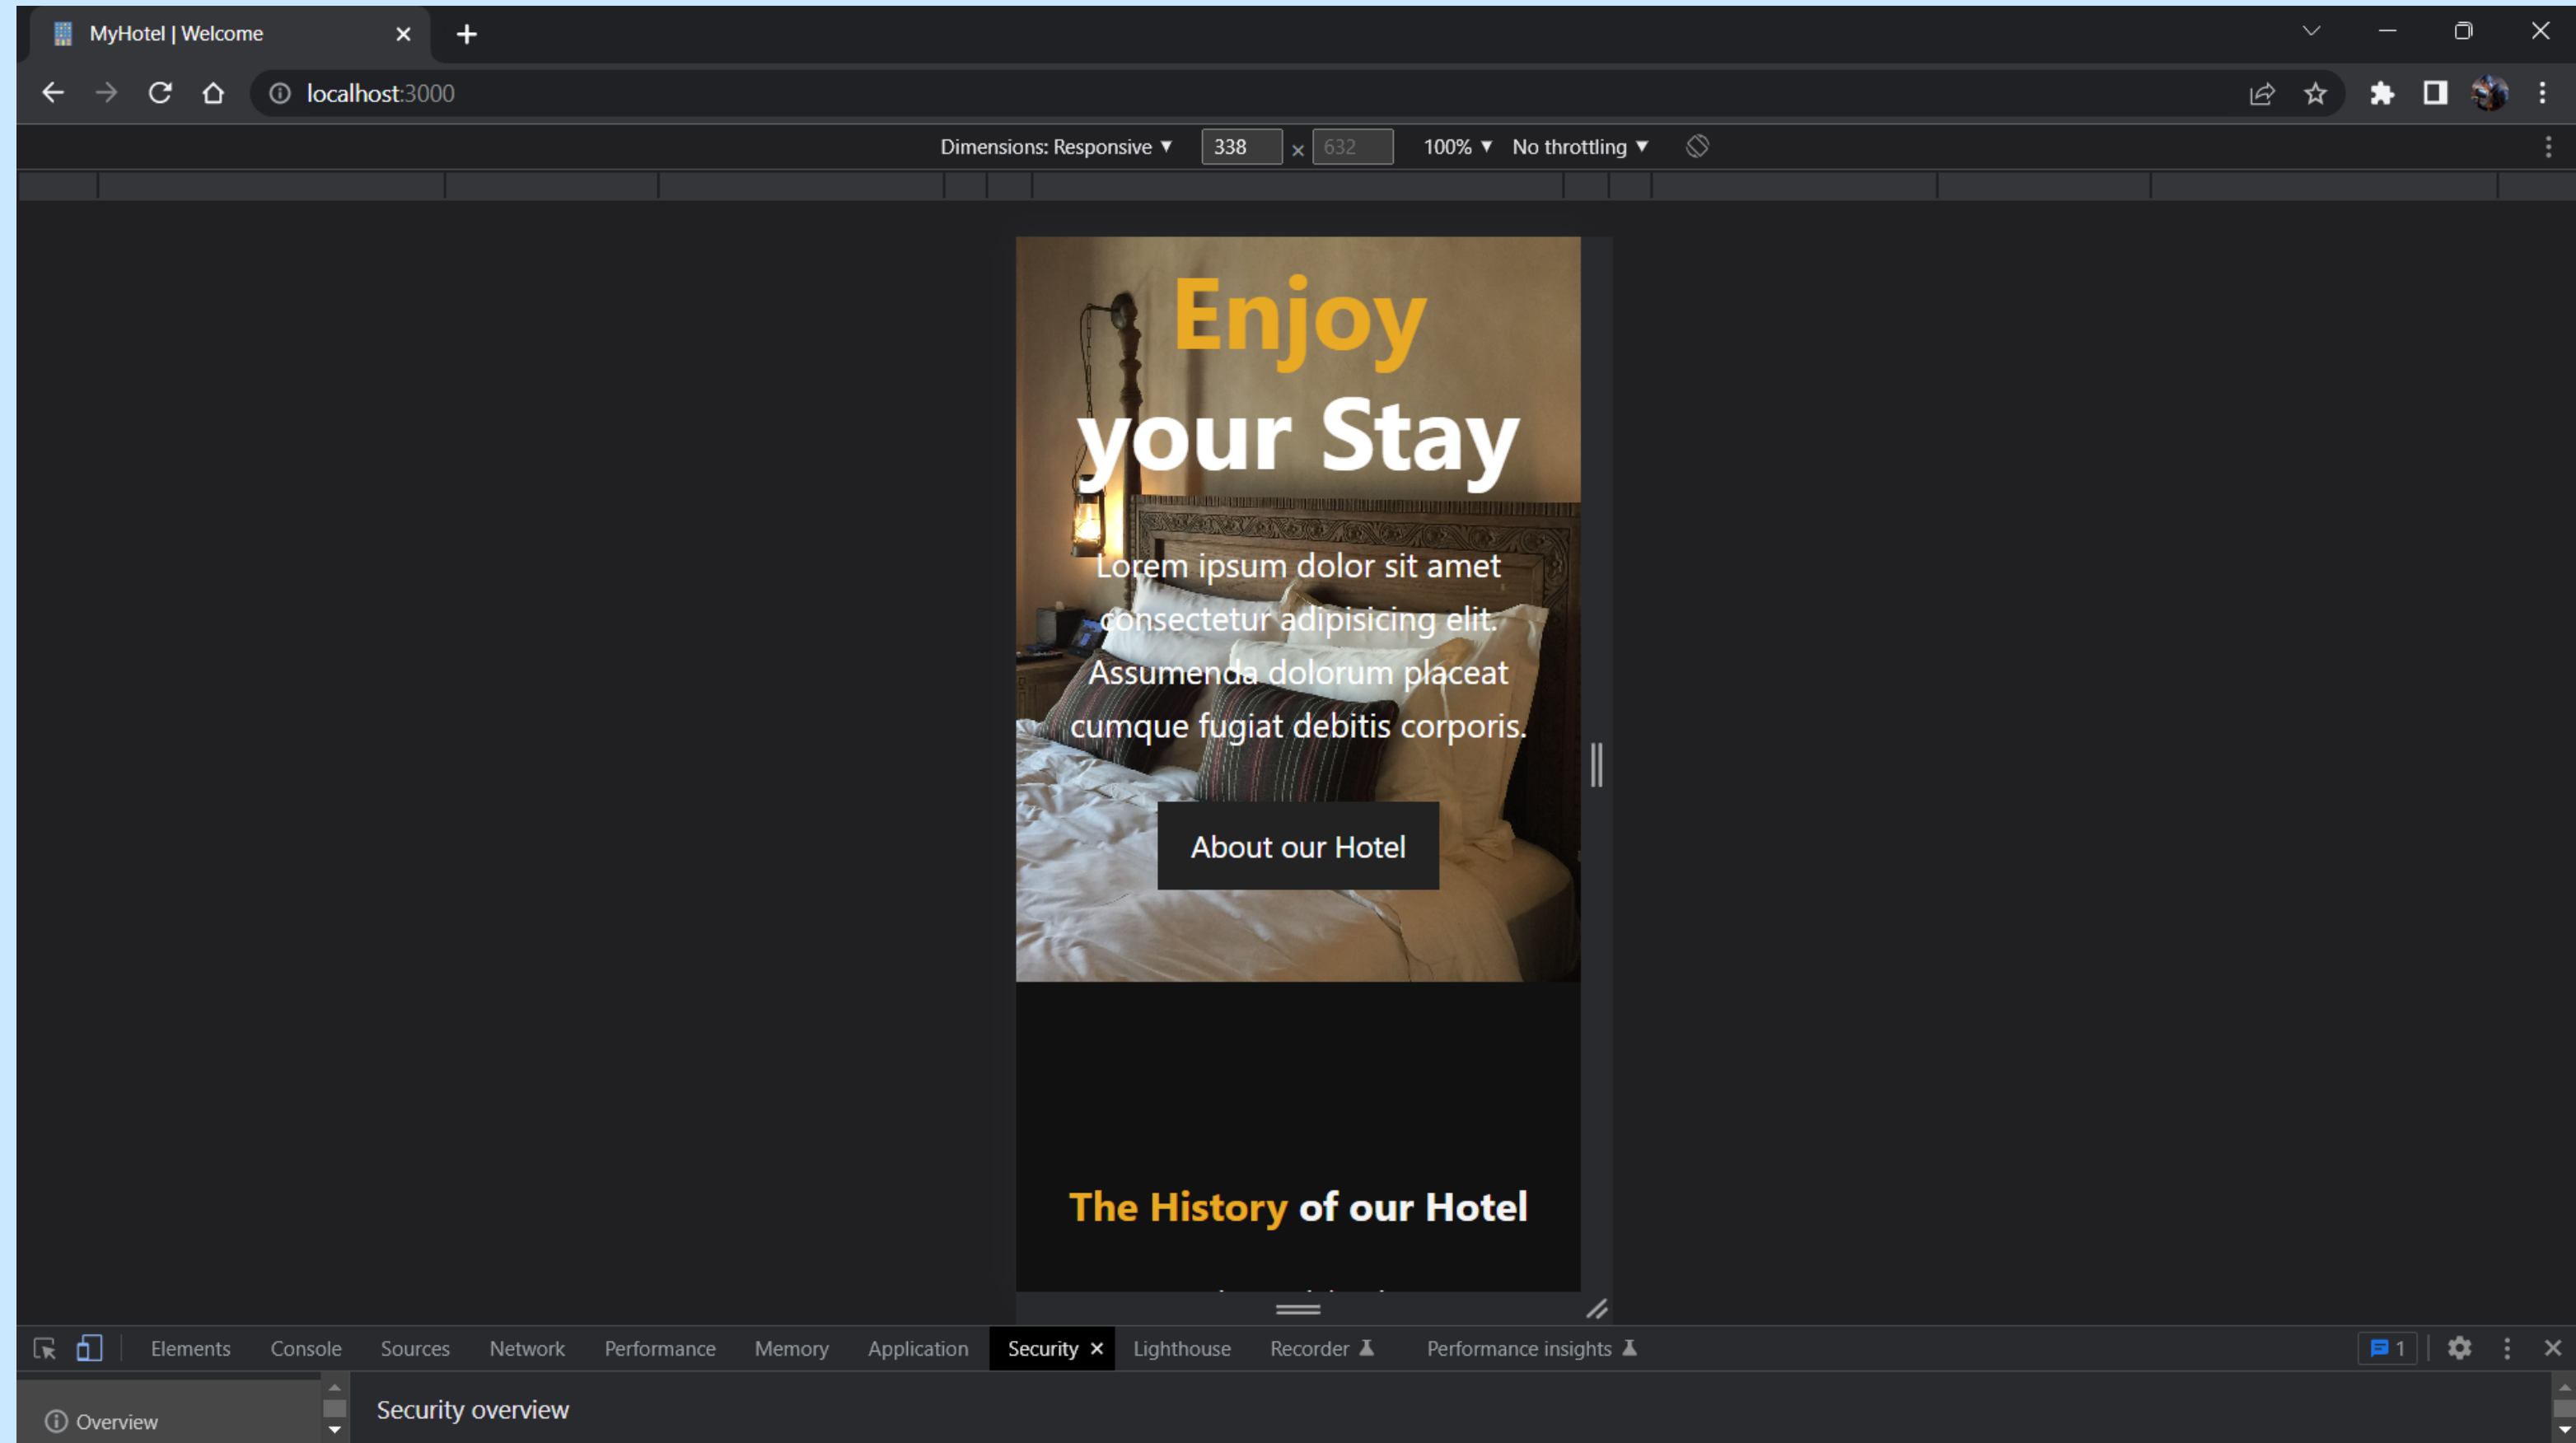 MyHotel | Welcome
localhost:3000
Dimensions: Responsive 338 × 632 100% No throttling
Enjoy
your Stay
Lorem ipsum dolor sit amet
consectetur adipisicing elit.
Assumenda dolorum placeat
cumque fugiat debitis corporis.
About our Hotel
The History of our Hotel
Elements Console Sources Network Performance Memory Application Security Lighthouse Recorder Performance insights 1
Overview
Security overview